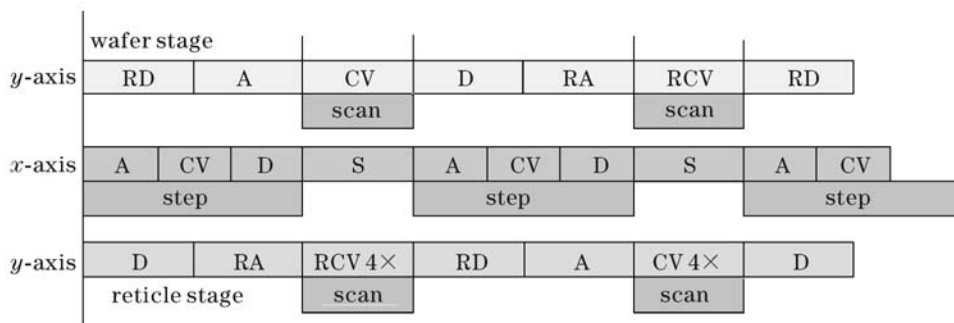 wafer stage
y-axis RD A CV D RA RCV RD
scan scan
x-axis A CV D S A CV D S A CV
step step step
y-axis D RA RCV 4× RD A CV 4× D
reticle stage scan scan